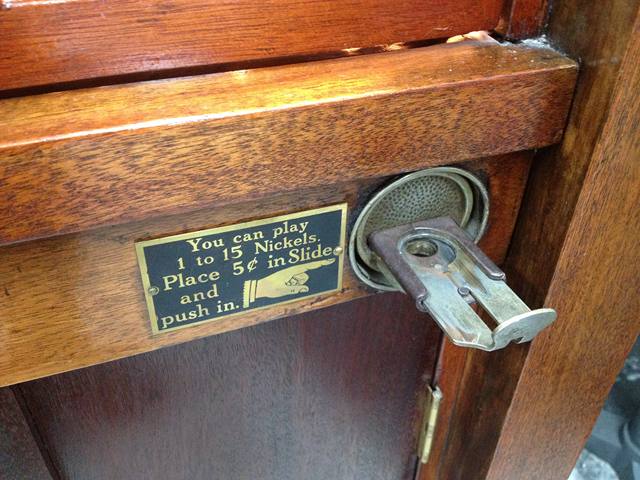 You can play
1 to 15 Nickels.
Place 5¢ in Slide
and
push in.